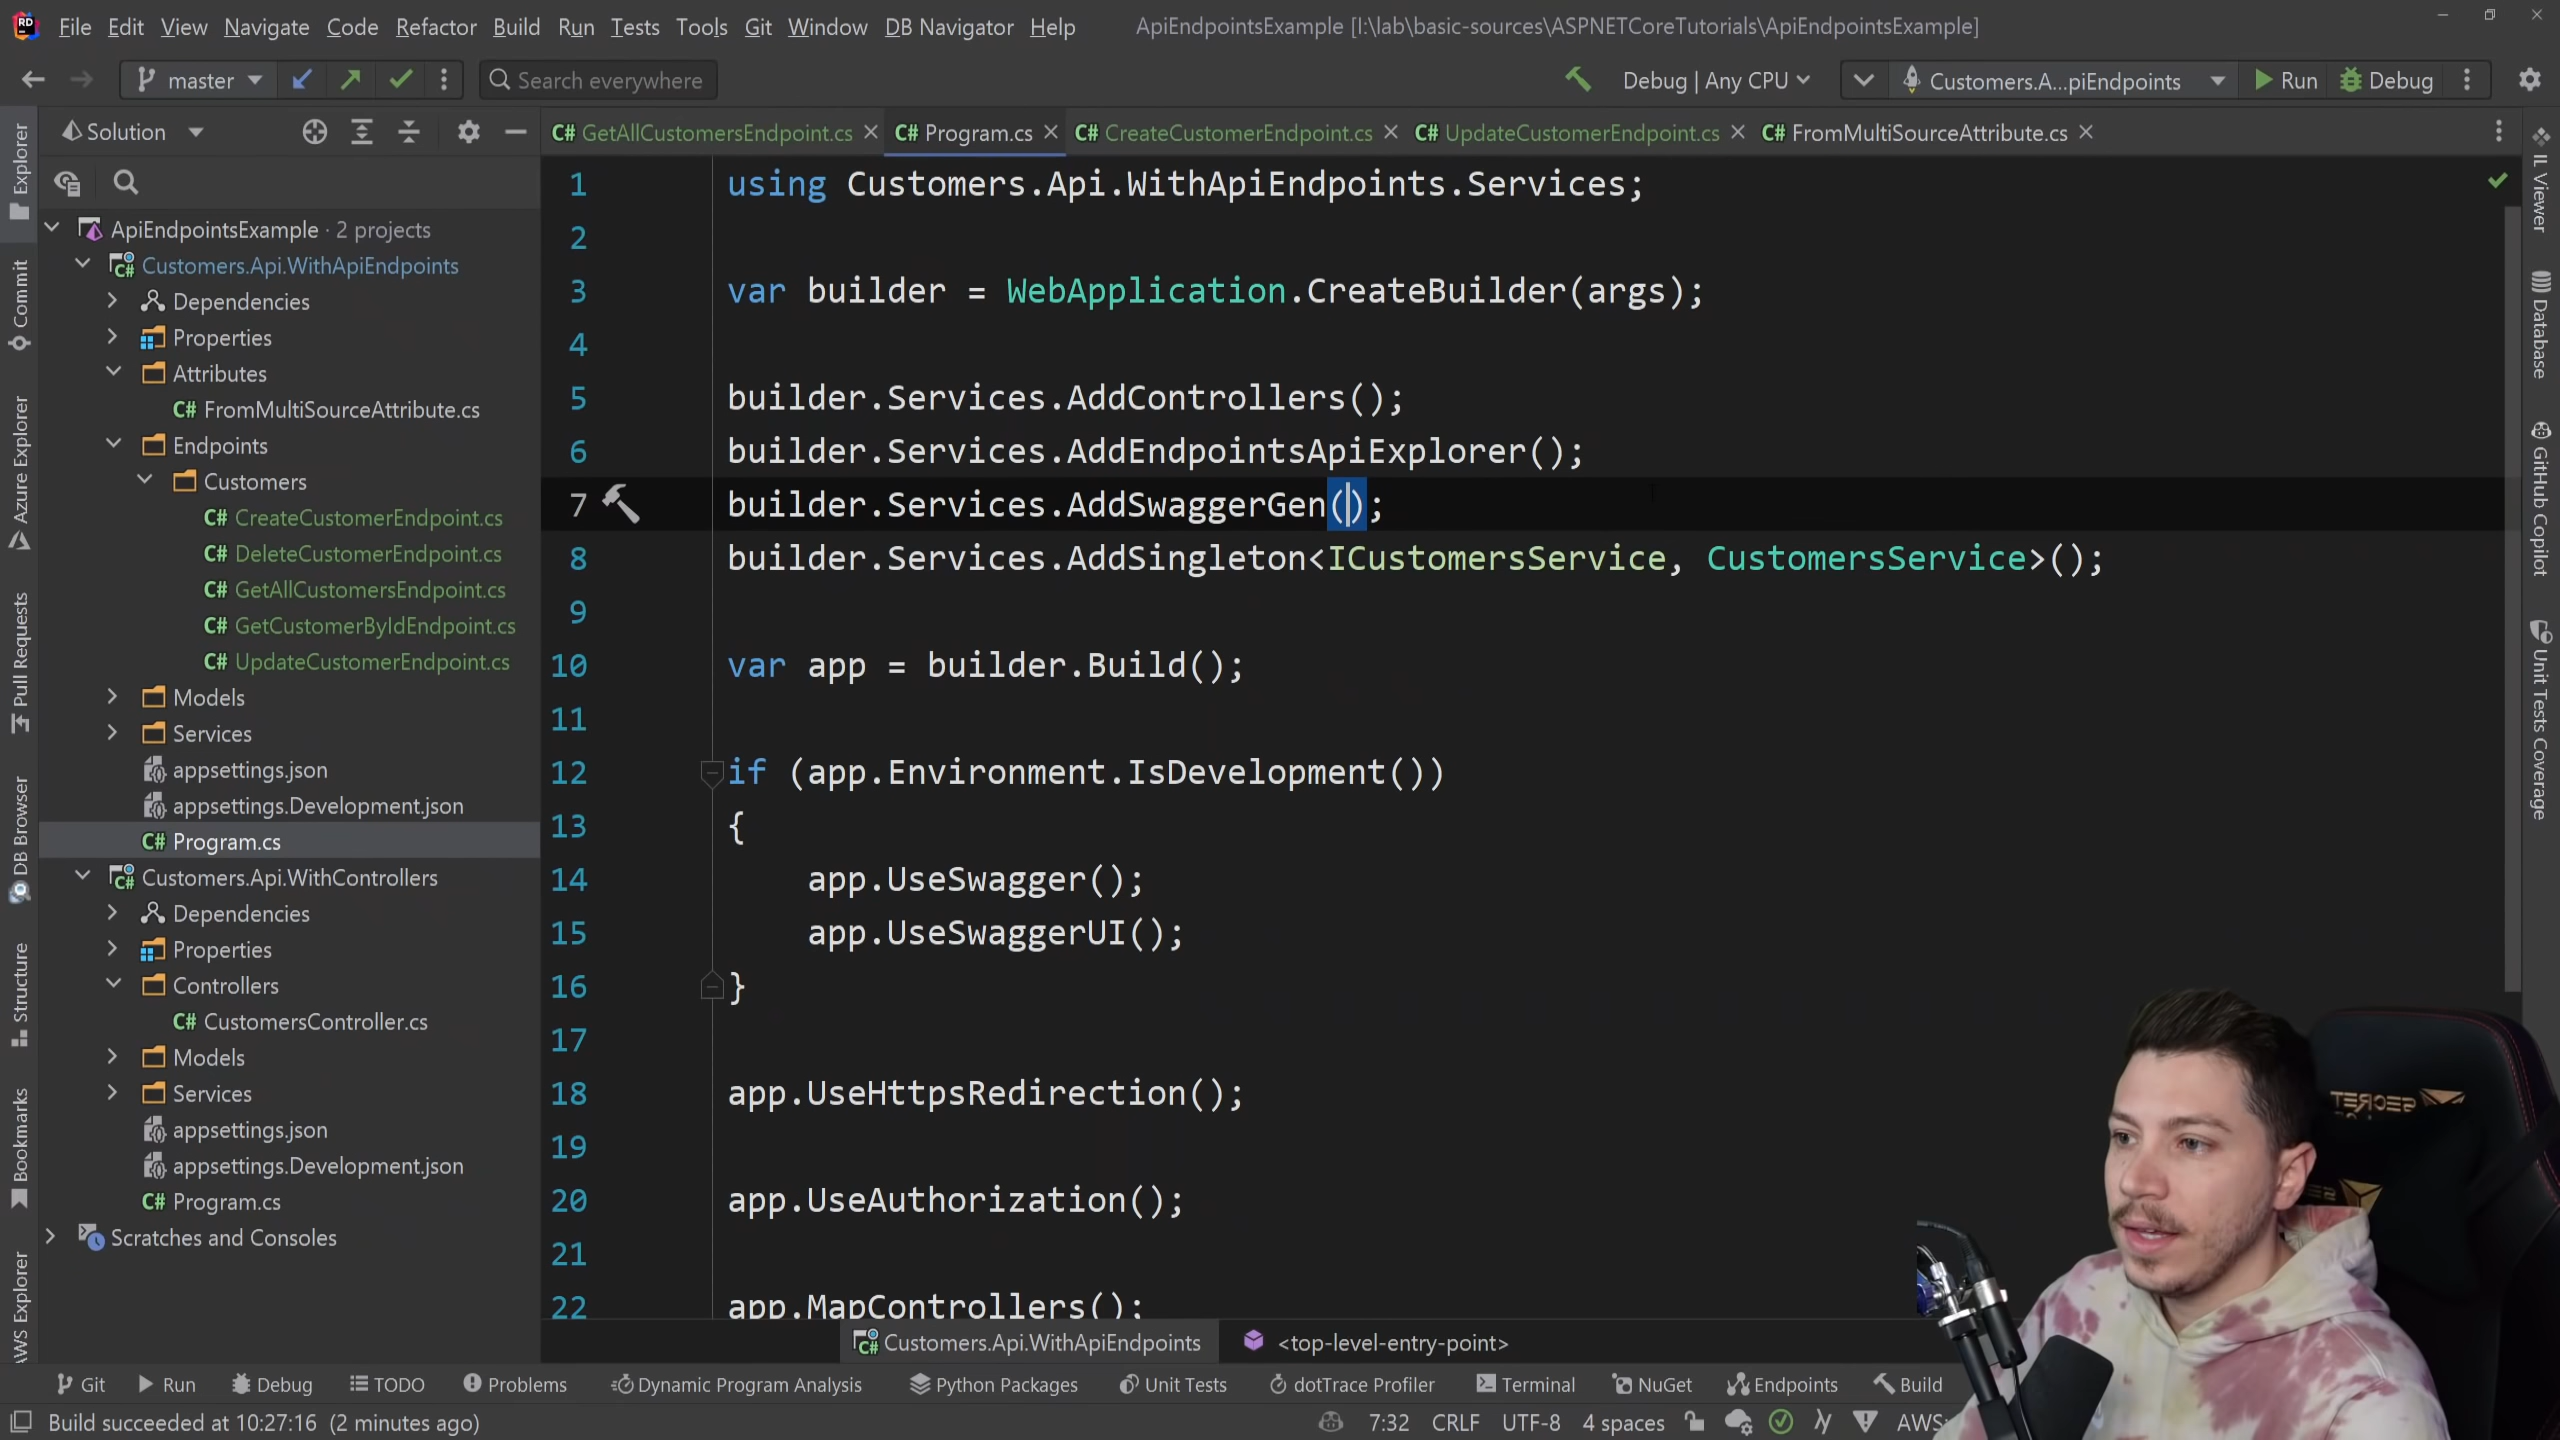 File Edit View Navigate Code Refactor Build Run Tests Tools Git Window DB Navigator Help ApiEndpointsExample [I:\lab\basic-sources\ASPNETCoreTutorials\ApiEndpointsExample]
master Search everywhere Debug | Any CPU Customers.A...piEndpoints Run Debug
Solution
GetAllCustomersEndpoint.cs Program.cs CreateCustomerEndpoint.cs UpdateCustomerEndpoint.cs FromMultiSourceAttribute.cs
ApiEndpointsExample · 2 projects
Customers.Api.WithApiEndpoints
Dependencies
Properties
Attributes
C# FromMultiSourceAttribute.cs
Endpoints
Customers
C# CreateCustomerEndpoint.cs
C# DeleteCustomerEndpoint.cs
C# GetAllCustomersEndpoint.cs
C# GetCustomerByIdEndpoint.cs
C# UpdateCustomerEndpoint.cs
Models
Services
appsettings.json
appsettings.Development.json
C# Program.cs
Customers.Api.WithControllers
Dependencies
Properties
Controllers
C# CustomersController.cs
Models
Services
appsettings.json
appsettings.Development.json
C# Program.cs
Scratches and Consoles
1 using Customers.Api.WithApiEndpoints.Services;
2
3 var builder = WebApplication.CreateBuilder(args);
4
5 builder.Services.AddControllers();
6 builder.Services.AddEndpointsApiExplorer();
7 builder.Services.AddSwaggerGen();
8 builder.Services.AddSingleton<ICustomersService, CustomersService>();
9
10 var app = builder.Build();
11
12 if (app.Environment.IsDevelopment())
13 {
14 app.UseSwagger();
15 app.UseSwaggerUI();
16 }
17
18 app.UseHttpsRedirection();
19
20 app.UseAuthorization();
21
22 app.MapControllers();
Customers.Api.WithApiEndpoints <top-level-entry-point>
Git Run Debug TODO Problems Dynamic Program Analysis Python Packages Unit Tests dotTrace Profiler Terminal NuGet Endpoints Build
Build succeeded at 10:27:16 (2 minutes ago) 7:32 CRLF UTF-8 4 spaces AWS:
Explorer
Commit
Azure Explorer
Pull Requests
DB Browser
Structure
Bookmarks
AWS Explorer
IL Viewer
Database
GitHub Copilot
Unit Tests Coverage
SECRET